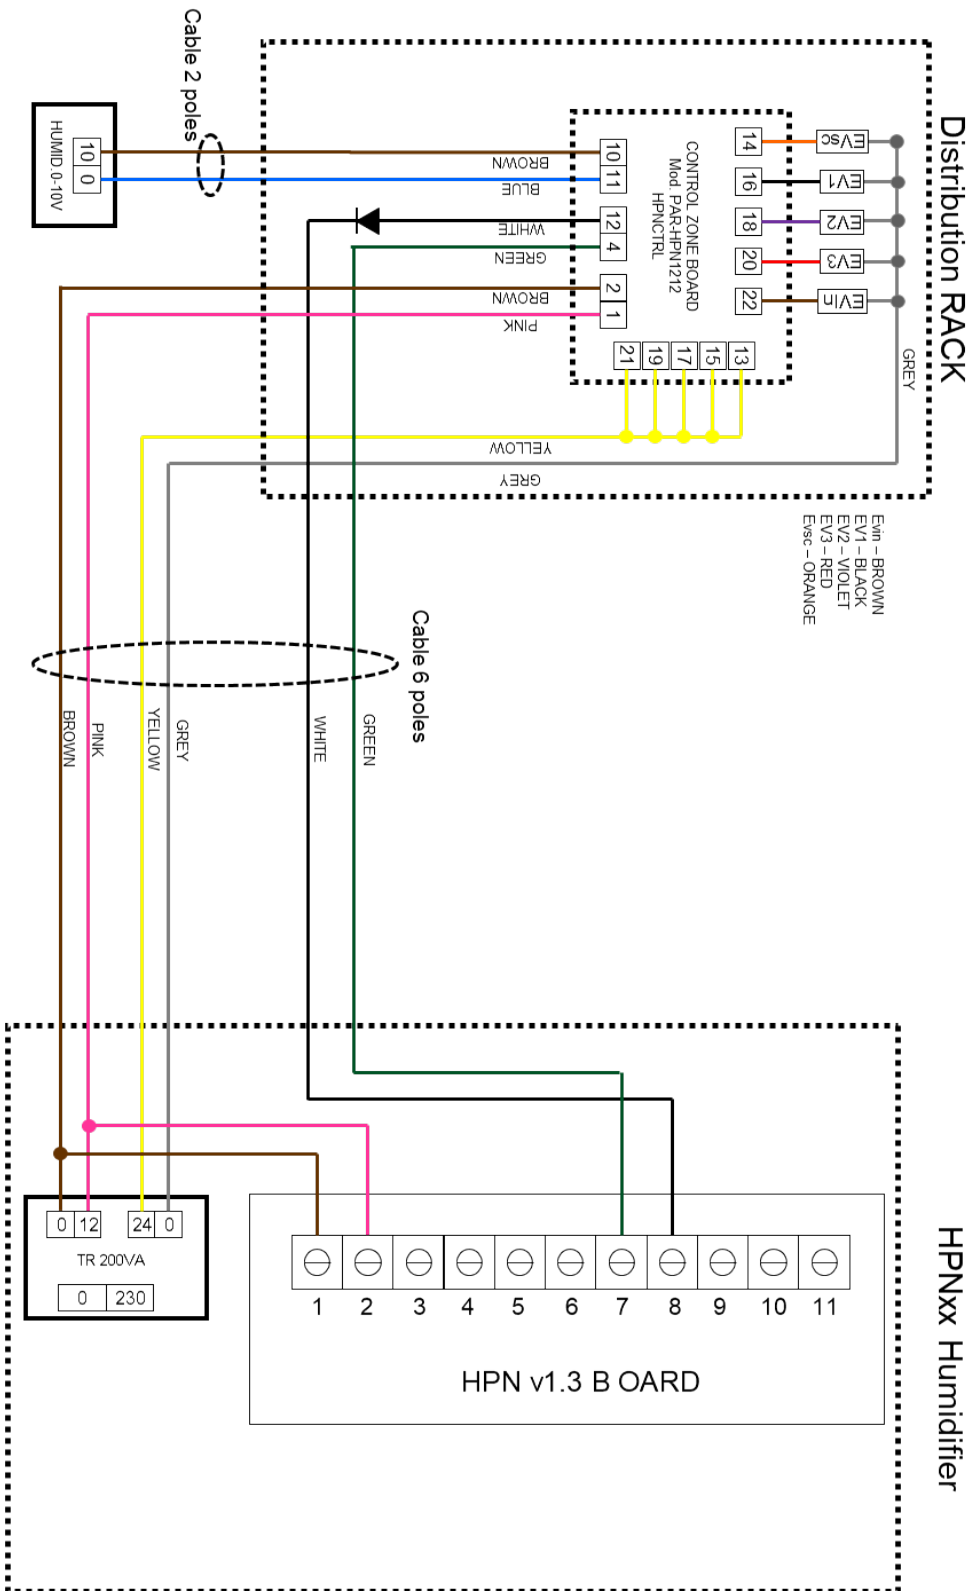 Distribution RACK
Cable 2 poles
HUMID.0-10V
10
0
BROWN
BLUE
WHITE
GREEN
BROWN
PINK
10
11
12
4
2
1
CONTROL ZONE BOARD
Mod. PAR-HPN1212
HPNCTRL
14
16
18
20
22
EVsc
EV1
EV2
EV3
EVin
21
19
17
15
13
GREY
YELLOW
GREY
Evin – BROWN
EV1 – BLACK
EV2 – VIOLET
EV3 – RED
Evsc – ORANGE
Cable 6 poles
BROWN
PINK
YELLOW
GREY
WHITE
GREEN
HPNxx Humidifier
0
12
24
0
TR 200VA
0
230
1 2 3 4 5 6 7 8 9 10 11
HPN v1.3 B OARD